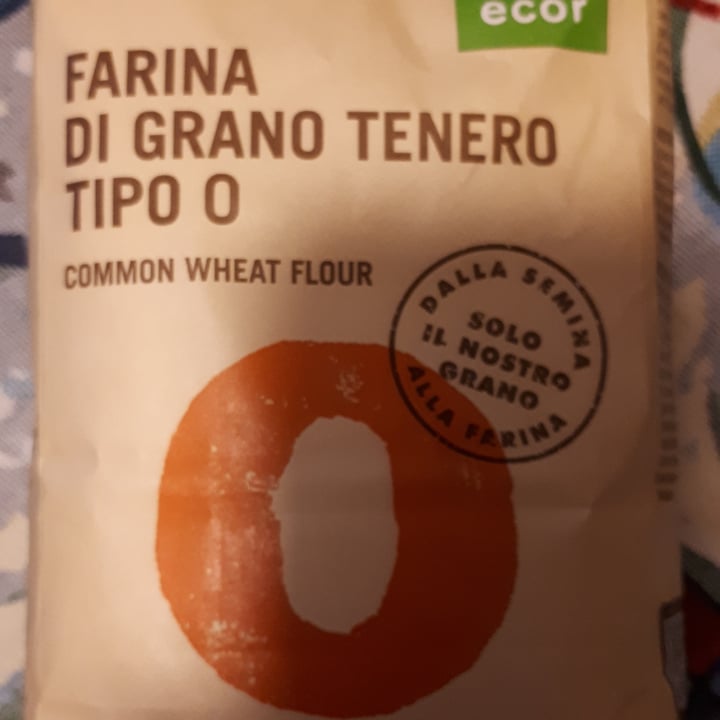 ecor
FARINA
DI GRANO TENERO
TIPO 0
COMMON WHEAT FLOUR
DALLA SEMINA
SOLO
IL NOSTRO
GRANO
ALLA FARINA
0